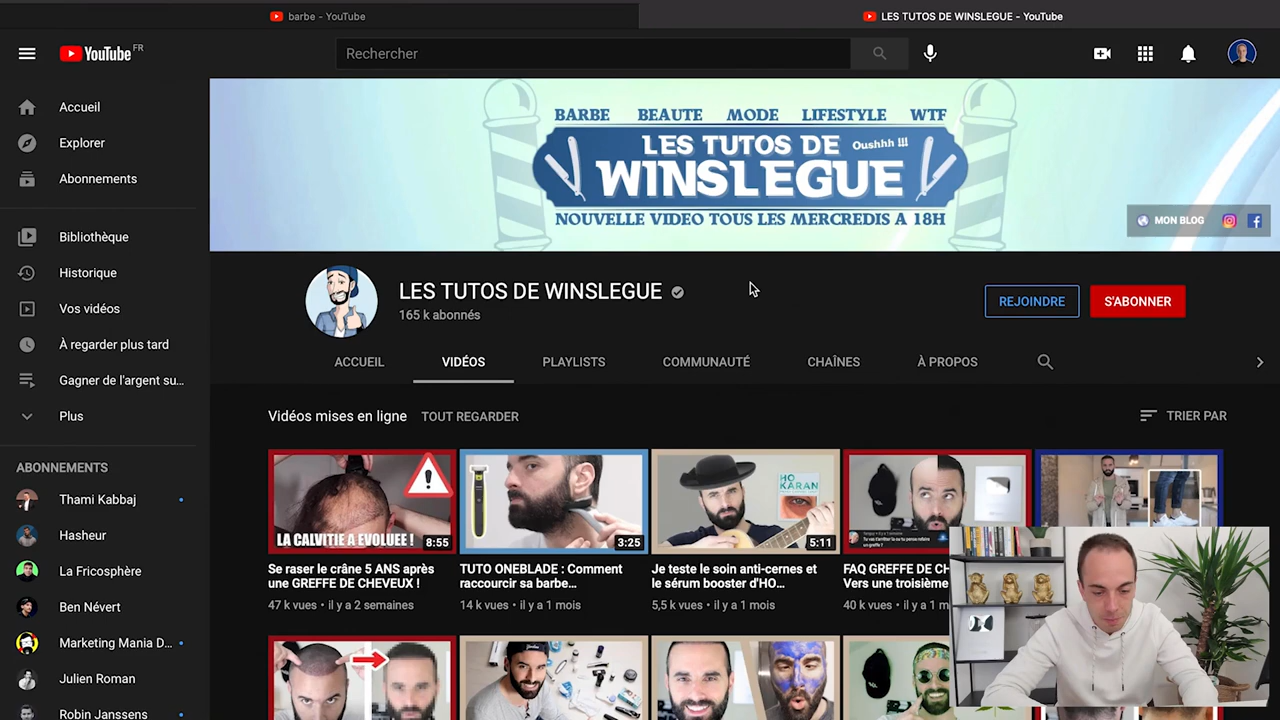 barbe - YouTube
LES TUTOS DE WINSLEGUE - YouTube
YouTube FR
Rechercher
Accueil
Explorer
Abonnements
Bibliothèque
Historique
Vos vidéos
À regarder plus tard
Gagner de l'argent su...
Plus
ABONNEMENTS
Thami Kabbaj
Hasheur
La Fricosphère
Ben Névert
Marketing Mania D...
Julien Roman
Robin Janssens
BARBE BEAUTE MODE LIFESTYLE WTF
LES TUTOS DE Oushhh !!!
WINSLEGUE
NOUVELLE VIDEO TOUS LES MERCREDIS A 18H
MON BLOG
LES TUTOS DE WINSLEGUE
165 k abonnés
REJOINDRE
S'ABONNER
ACCUEIL VIDÉOS PLAYLISTS COMMUNAUTÉ CHAÎNES À PROPOS
Vidéos mises en ligne TOUT REGARDER
TRIER PAR
LA CALVITIE A EVOLUEE !
8:55
Se raser le crâne 5 ANS après
une GREFFE DE CHEVEUX !
47 k vues • il y a 2 semaines
3:25
TUTO ONEBLADE : Comment
raccourcir sa barbe...
14 k vues • il y a 1 mois
HO
KARAN
5:11
Je teste le soin anti-cernes et
le sérum booster d'HO...
5,5 k vues • il y a 1 mois
FAQ GREFFE DE CH
Vers une troisième
40 k vues • il y a 1 m